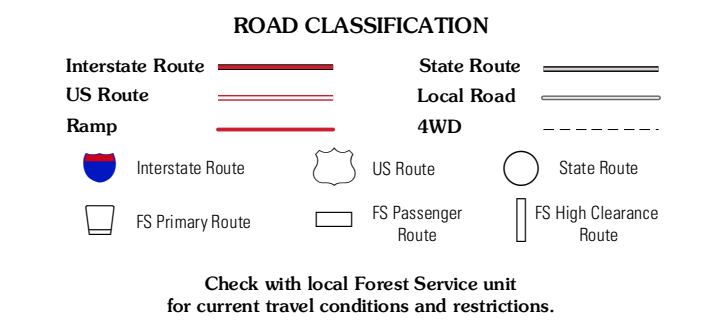 ROAD CLASSIFICATION
Interstate Route
State Route
US Route
Local Road
Ramp
4WD
Interstate Route
US Route
State Route
FS Primary Route
FS Passenger
Route
FS High Clearance
Route
Check with local Forest Service unit
for current travel conditions and restrictions.